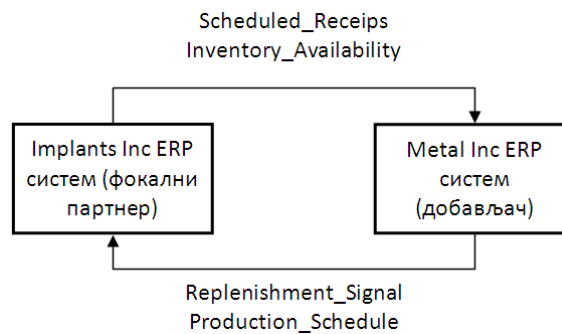 Scheduled_Receips
Inventory_Availability
Implants Inc ERP
систем (фокални
партнер)
Metal Inc ERP
систем
(добављач)
Replenishment_Signal
Production_Schedule